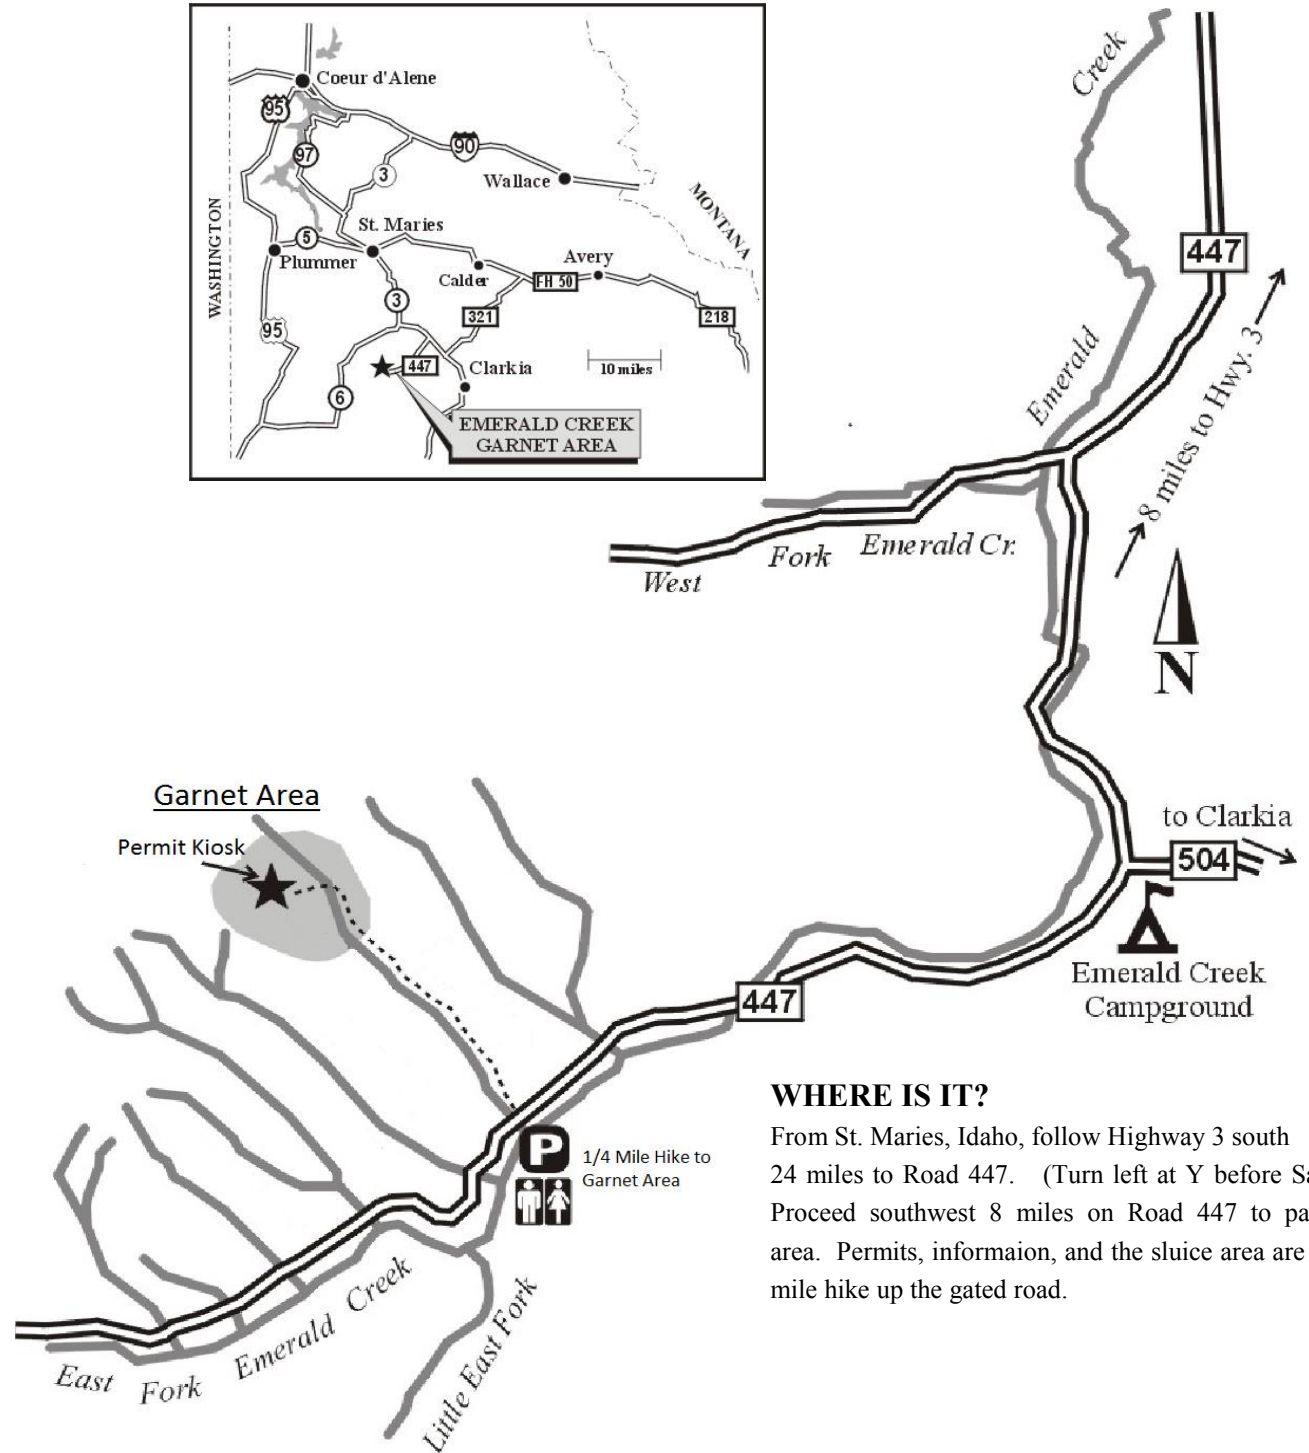 Coeur d'Alene
95
97
90
3
Wallace
MONTANA
WASHINGTON
St. Maries
5
Plummer
Avery
Calder
FH 50
3
321
218
95
447
Clarkia
10 miles
6
EMERALD CREEK
GARNET AREA
Creek
447
Emerald
8 miles to Hwy. 3
West Fork Emerald Cr.
N
Garnet Area
Permit Kiosk
to Clarkia
504
Emerald Creek
Campground
447
P
1/4 Mile Hike to
Garnet Area
East Fork Emerald Creek
Little East Fork
WHERE IS IT?
From St. Maries, Idaho, follow Highway 3 south
24 miles to Road 447. (Turn left at Y before
Proceed southwest 8 miles on Road 447 to
area. Permits, informaion, and the sluice area are
mile hike up the gated road.